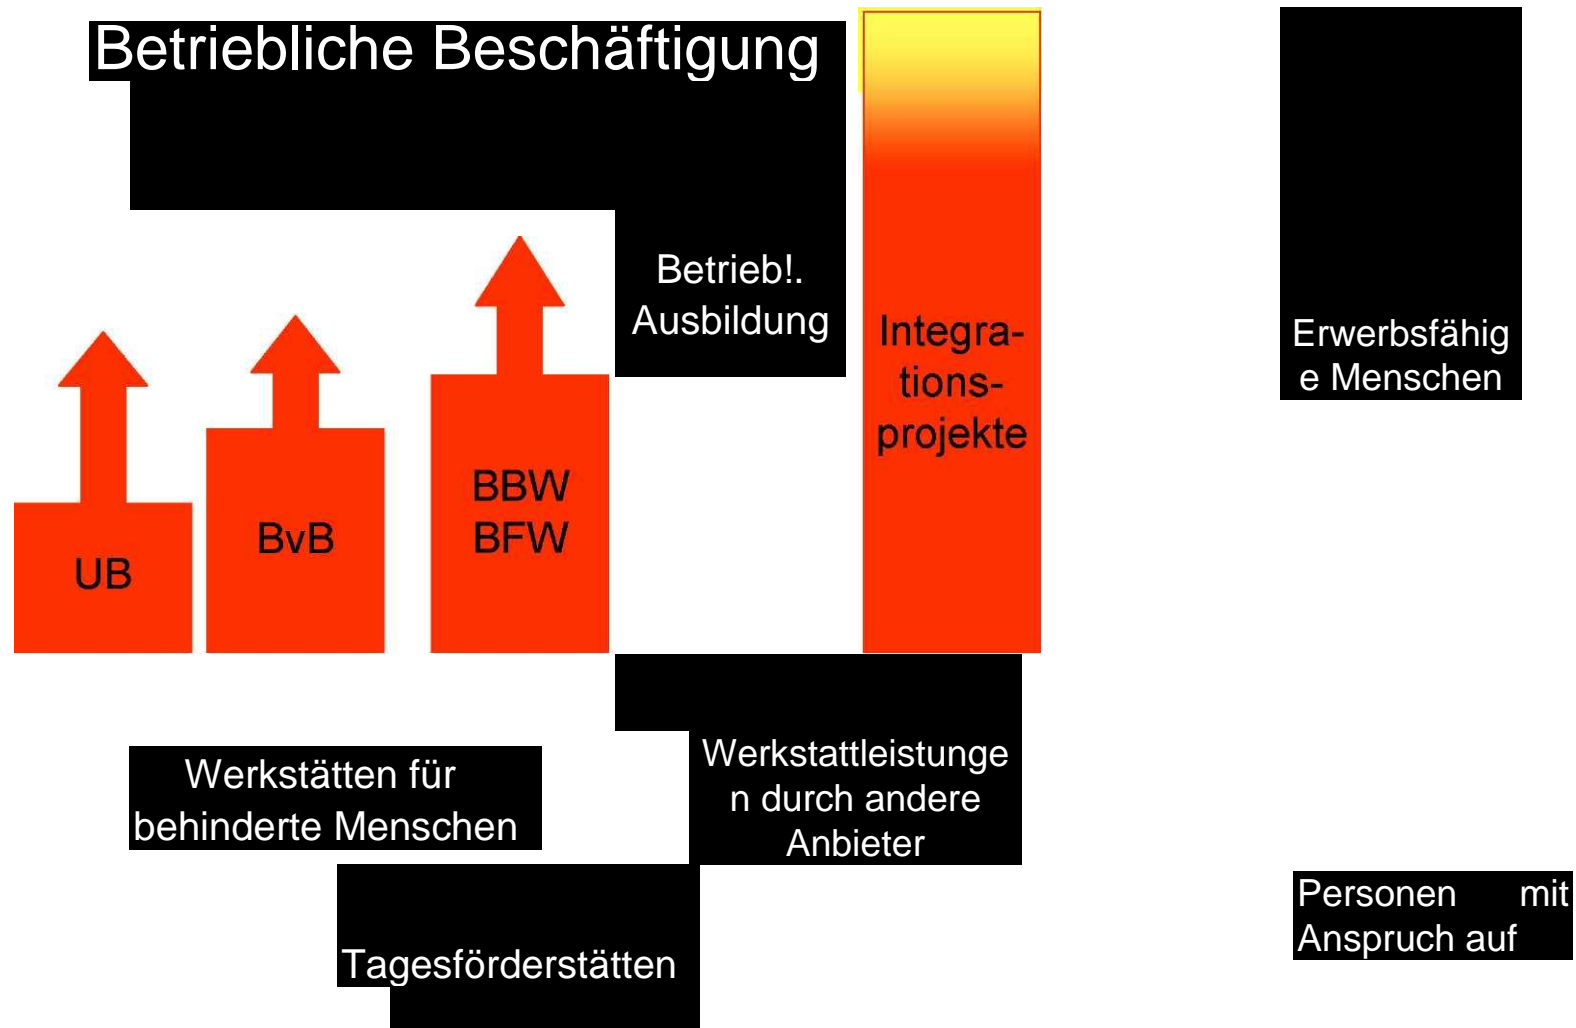 Betriebliche Beschäftigung
Betrieb!.
Ausbildung
Integra-
tions-
projekte
Erwerbsfähig
e Menschen
BBW
BFW
BvB
UB
Werkstätten für
behinderte Menschen
Werkstattleistunge
n durch andere
Anbieter
Tagesförderstätten
Personen mit
Anspruch auf